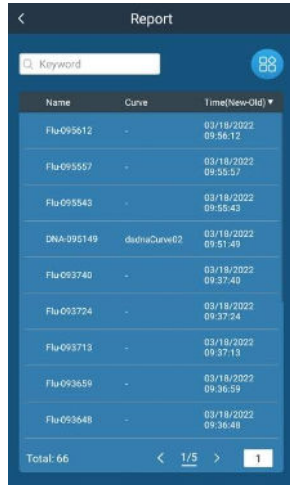 Report
Keyword
Name Curve Time(New-Old) ▼
Flu-095612 - 03/18/2022 09:56:12
Flu-095557 - 03/18/2022 09:55:57
Flu-095543 - 03/18/2022 09:55:43
DNA-095149 dsdnaCurve02 03/18/2022 09:51:49
Flu-093740 - 03/18/2022 09:37:40
Flu-093724 - 03/18/2022 09:37:24
Flu-093713 - 03/18/2022 09:37:13
Flu-093659 - 03/18/2022 09:36:59
Flu-093648 - 03/18/2022 09:36:48
Total: 66 < 1/5 > 1